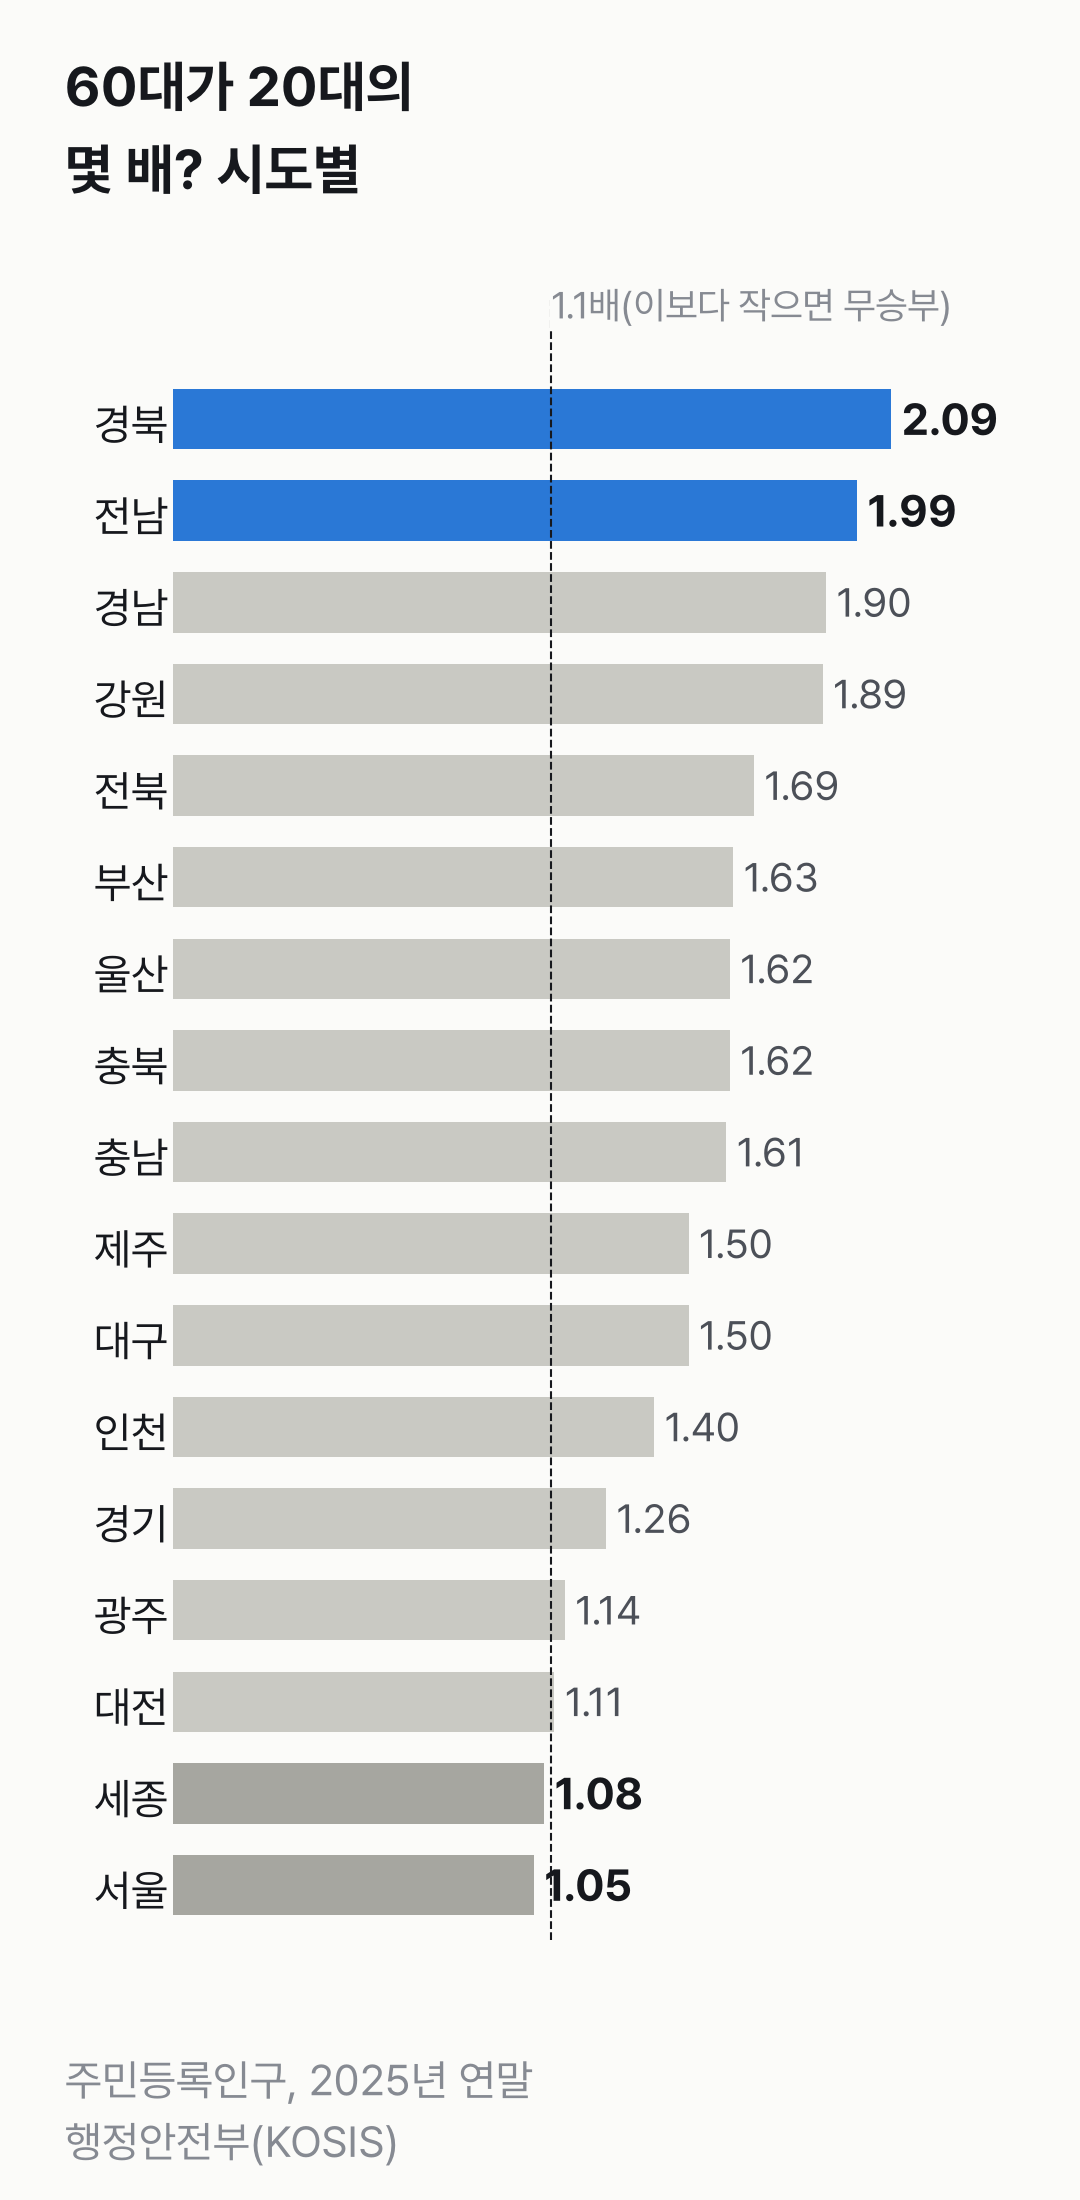 60대가 20대의
몇 배? 시도별
1.1배(이보다 작으면 무승부)
경북 2.09
전남 1.99
경남 1.90
강원 1.89
전북 1.69
부산 1.63
울산 1.62
충북 1.62
충남 1.61
제주 1.50
대구 1.50
인천 1.40
경기 1.26
광주 1.14
대전 1.11
세종 1.08
서울 1.05
주민등록인구, 2025년 연말
행정안전부(KOSIS)